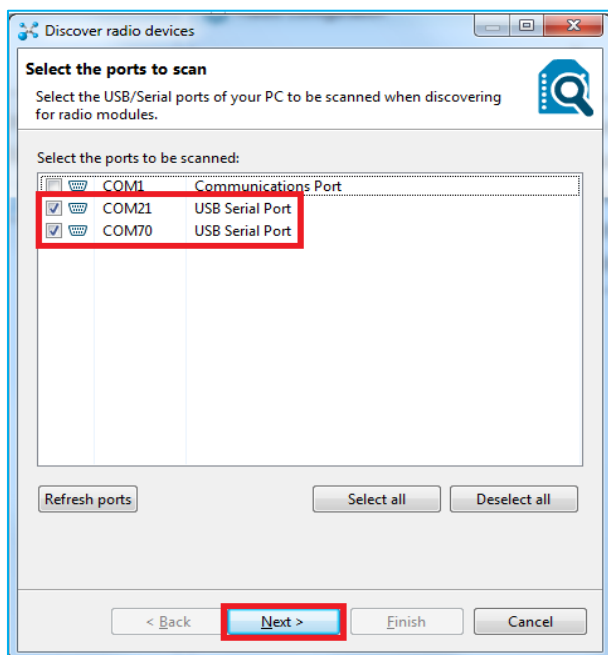 Discover radio devices
Select the ports to scan
Select the USB/Serial ports of your PC to be scanned when discovering
for radio modules.
Select the ports to be scanned:
COM1 Communications Port
COM21 USB Serial Port
COM70 USB Serial Port
Refresh ports Select all Deselect all
< Back Next > Finish Cancel